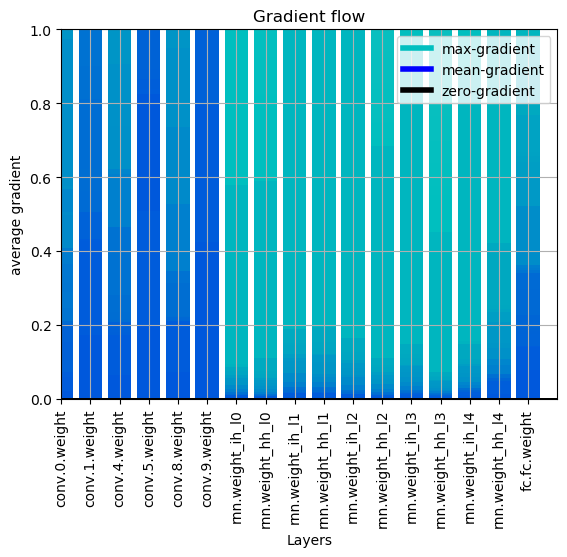 Gradient flow
max-gradient
mean-gradient
zero-gradient
average gradient
1.0
0.8
0.6
0.4
0.2
0.0
conv.0.weight
conv.1.weight
conv.4.weight
conv.5.weight
conv.8.weight
conv.9.weight
rnn.weight_ih_l0
rnn.weight_hh_l0
rnn.weight_ih_l1
rnn.weight_hh_l1
rnn.weight_ih_l2
rnn.weight_hh_l2
rnn.weight_ih_l3
rnn.weight_hh_l3
rnn.weight_ih_l4
rnn.weight_hh_l4
fc.fc.weight
Layers